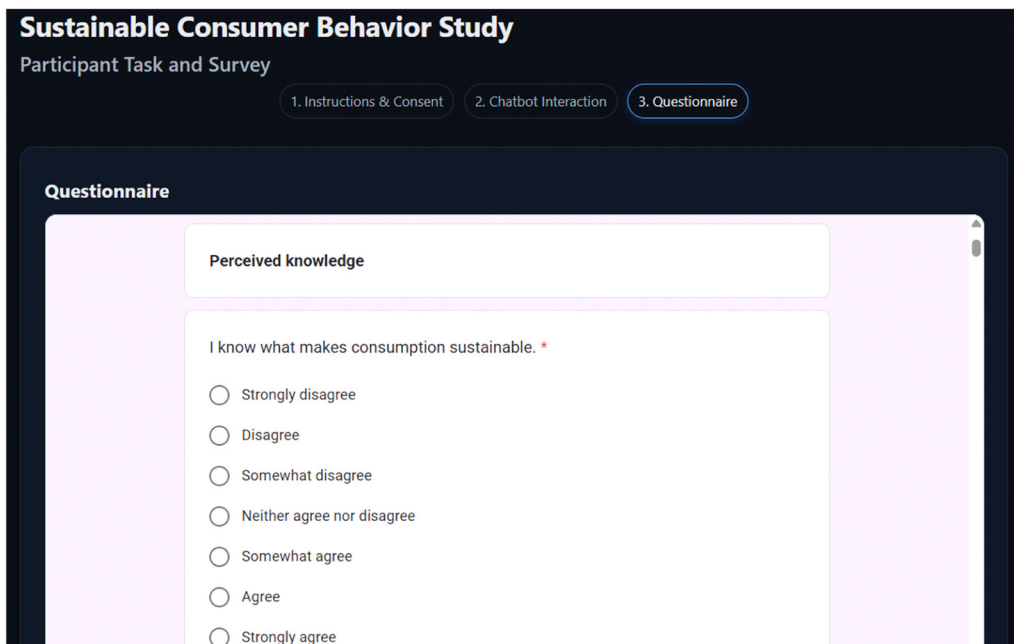 Sustainable Consumer Behavior Study
Participant Task and Survey
1. Instructions & Consent
2. Chatbot Interaction
3. Questionnaire
Questionnaire
Perceived knowledge
I know what makes consumption sustainable. *
Strongly disagree
Disagree
Somewhat disagree
Neither agree nor disagree
Somewhat agree
Agree
Strongly agree